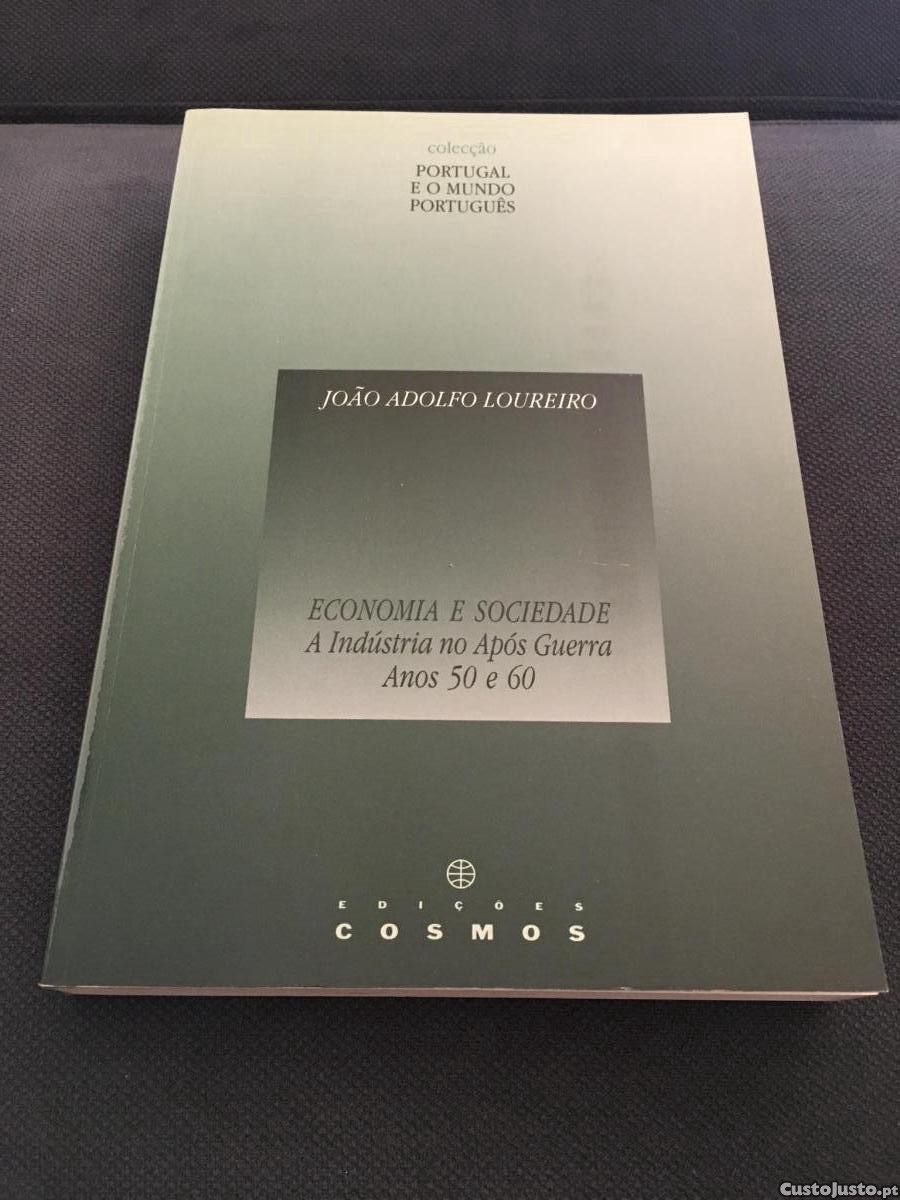 colecção
PORTUGAL
E O MUNDO
PORTUGUÊS
JOÃO ADOLFO LOUREIRO
ECONOMIA E SOCIEDADE
A Indústria no Após Guerra
Anos 50 e 60
EDIÇÕES
COSMOS
CustoJusto.pt